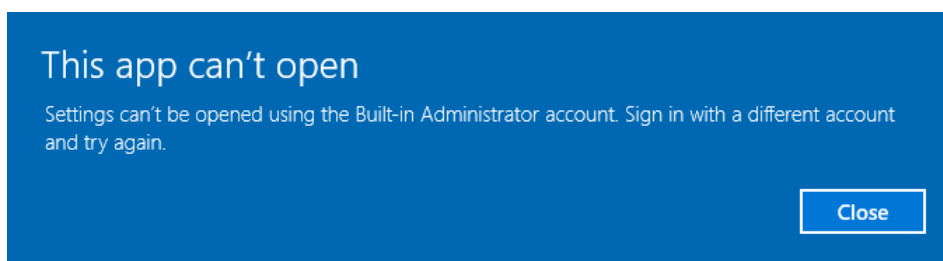 This app can't open
Settings can't be opened using the Built-in Administrator account. Sign in with a different account
and try again.
Close